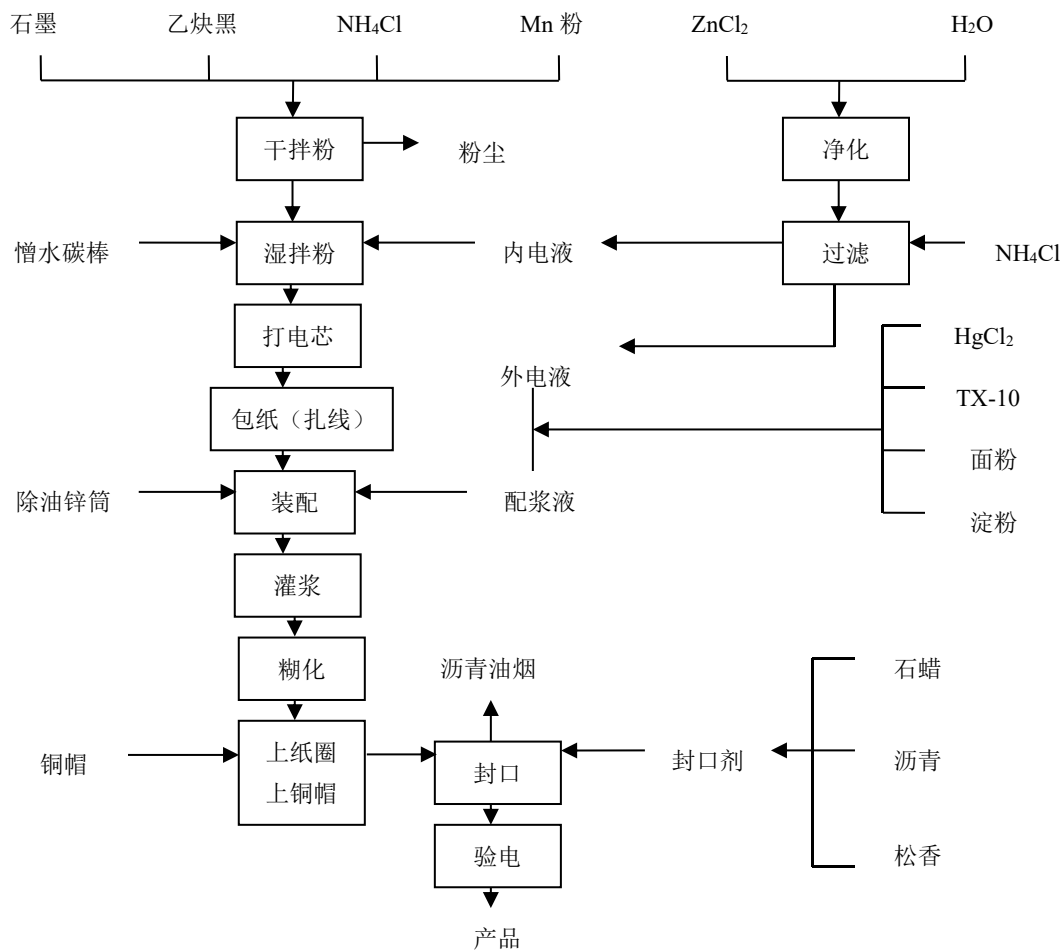 石墨
乙炔黑
NH₄Cl
Mn 粉
ZnCl₂
H₂O
干拌粉
粉尘
净化
憎水碳棒
湿拌粉
内电液
过滤
NH₄Cl
打电芯
外电液
HgCl₂
TX-10
包纸（扎线）
面粉
除油锌筒
装配
配浆液
淀粉
灌浆
糊化
沥青油烟
石蜡
铜帽
上纸圈
上铜帽
封口
封口剂
沥青
验电
松香
产品